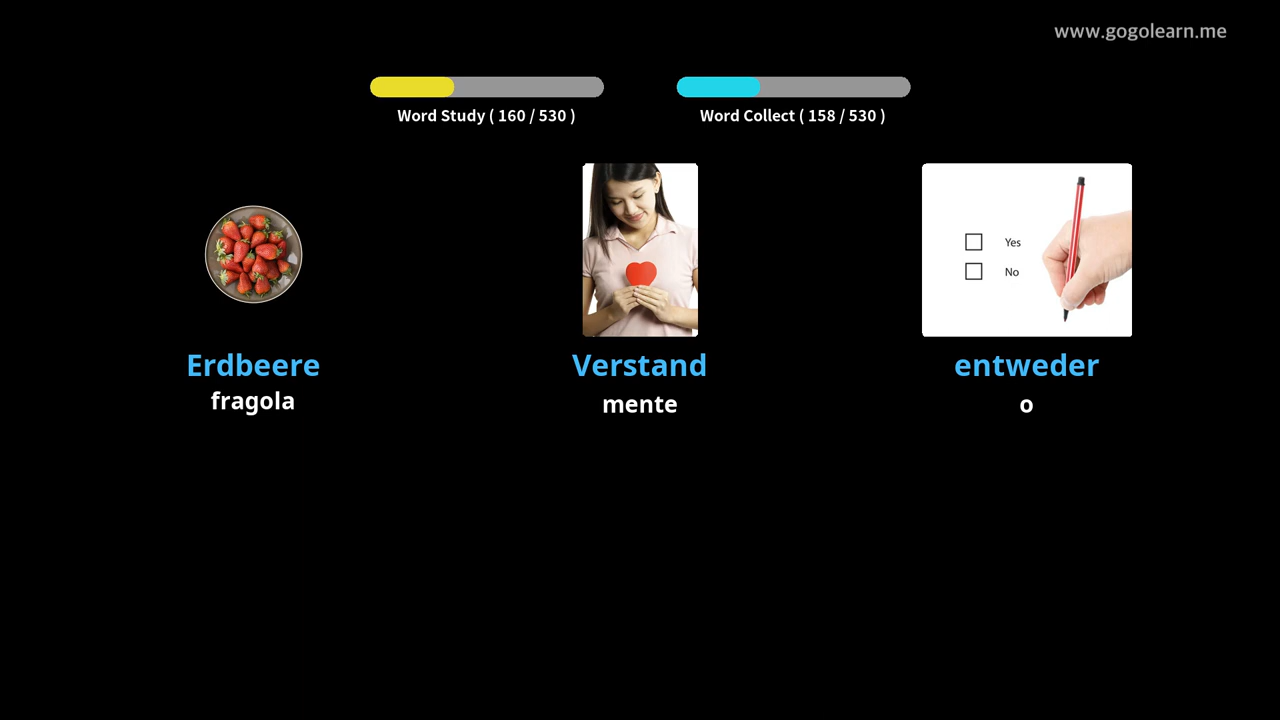 www.gogolearn.me
Word Study ( 160 / 530 )
Word Collect ( 158 / 530 )
Yes
No
Erdbeere
fragola
Verstand
mente
entweder
o